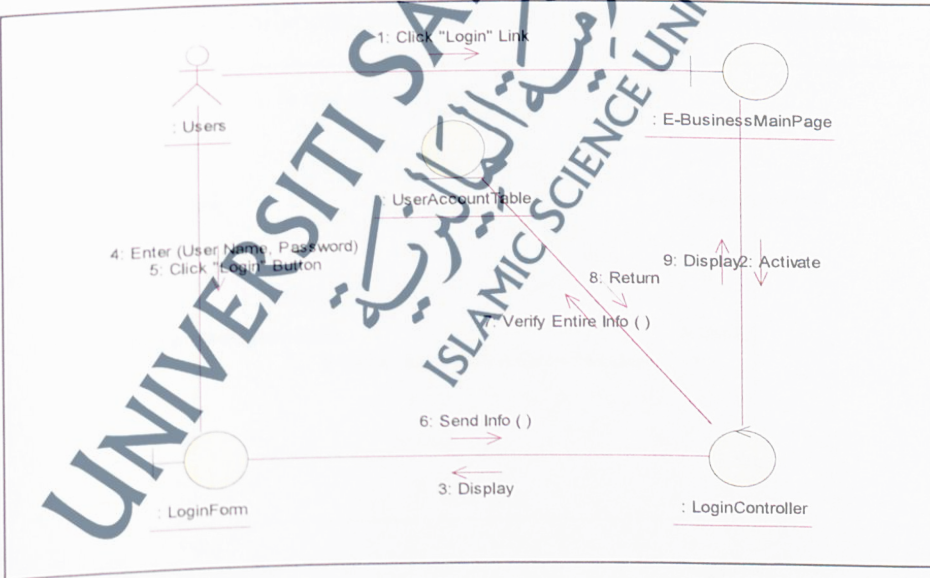 1: Click "Login" Link
: Users
: E-BusinessMainPage
: UserAccountTable
4: Enter (User Name, Password)
5: Click "Login" Button
9: Display
2: Activate
8: Return
7: Verify Entire Info ( )
6: Send Info ( )
3: Display
: LoginForm
: LoginController
UNIVERSITI SA
ISLAMIC SCIENCE UNI